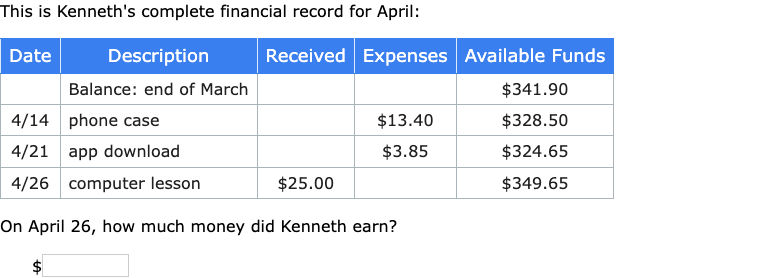 This is Kenneth's complete financial record for April:
Date Description Received Expenses Available Funds
Balance: end of March $341.90
4/14 phone case $13.40 $328.50
4/21 app download $3.85 $324.65
4/26 computer lesson $25.00 $349.65
On April 26, how much money did Kenneth earn?
$